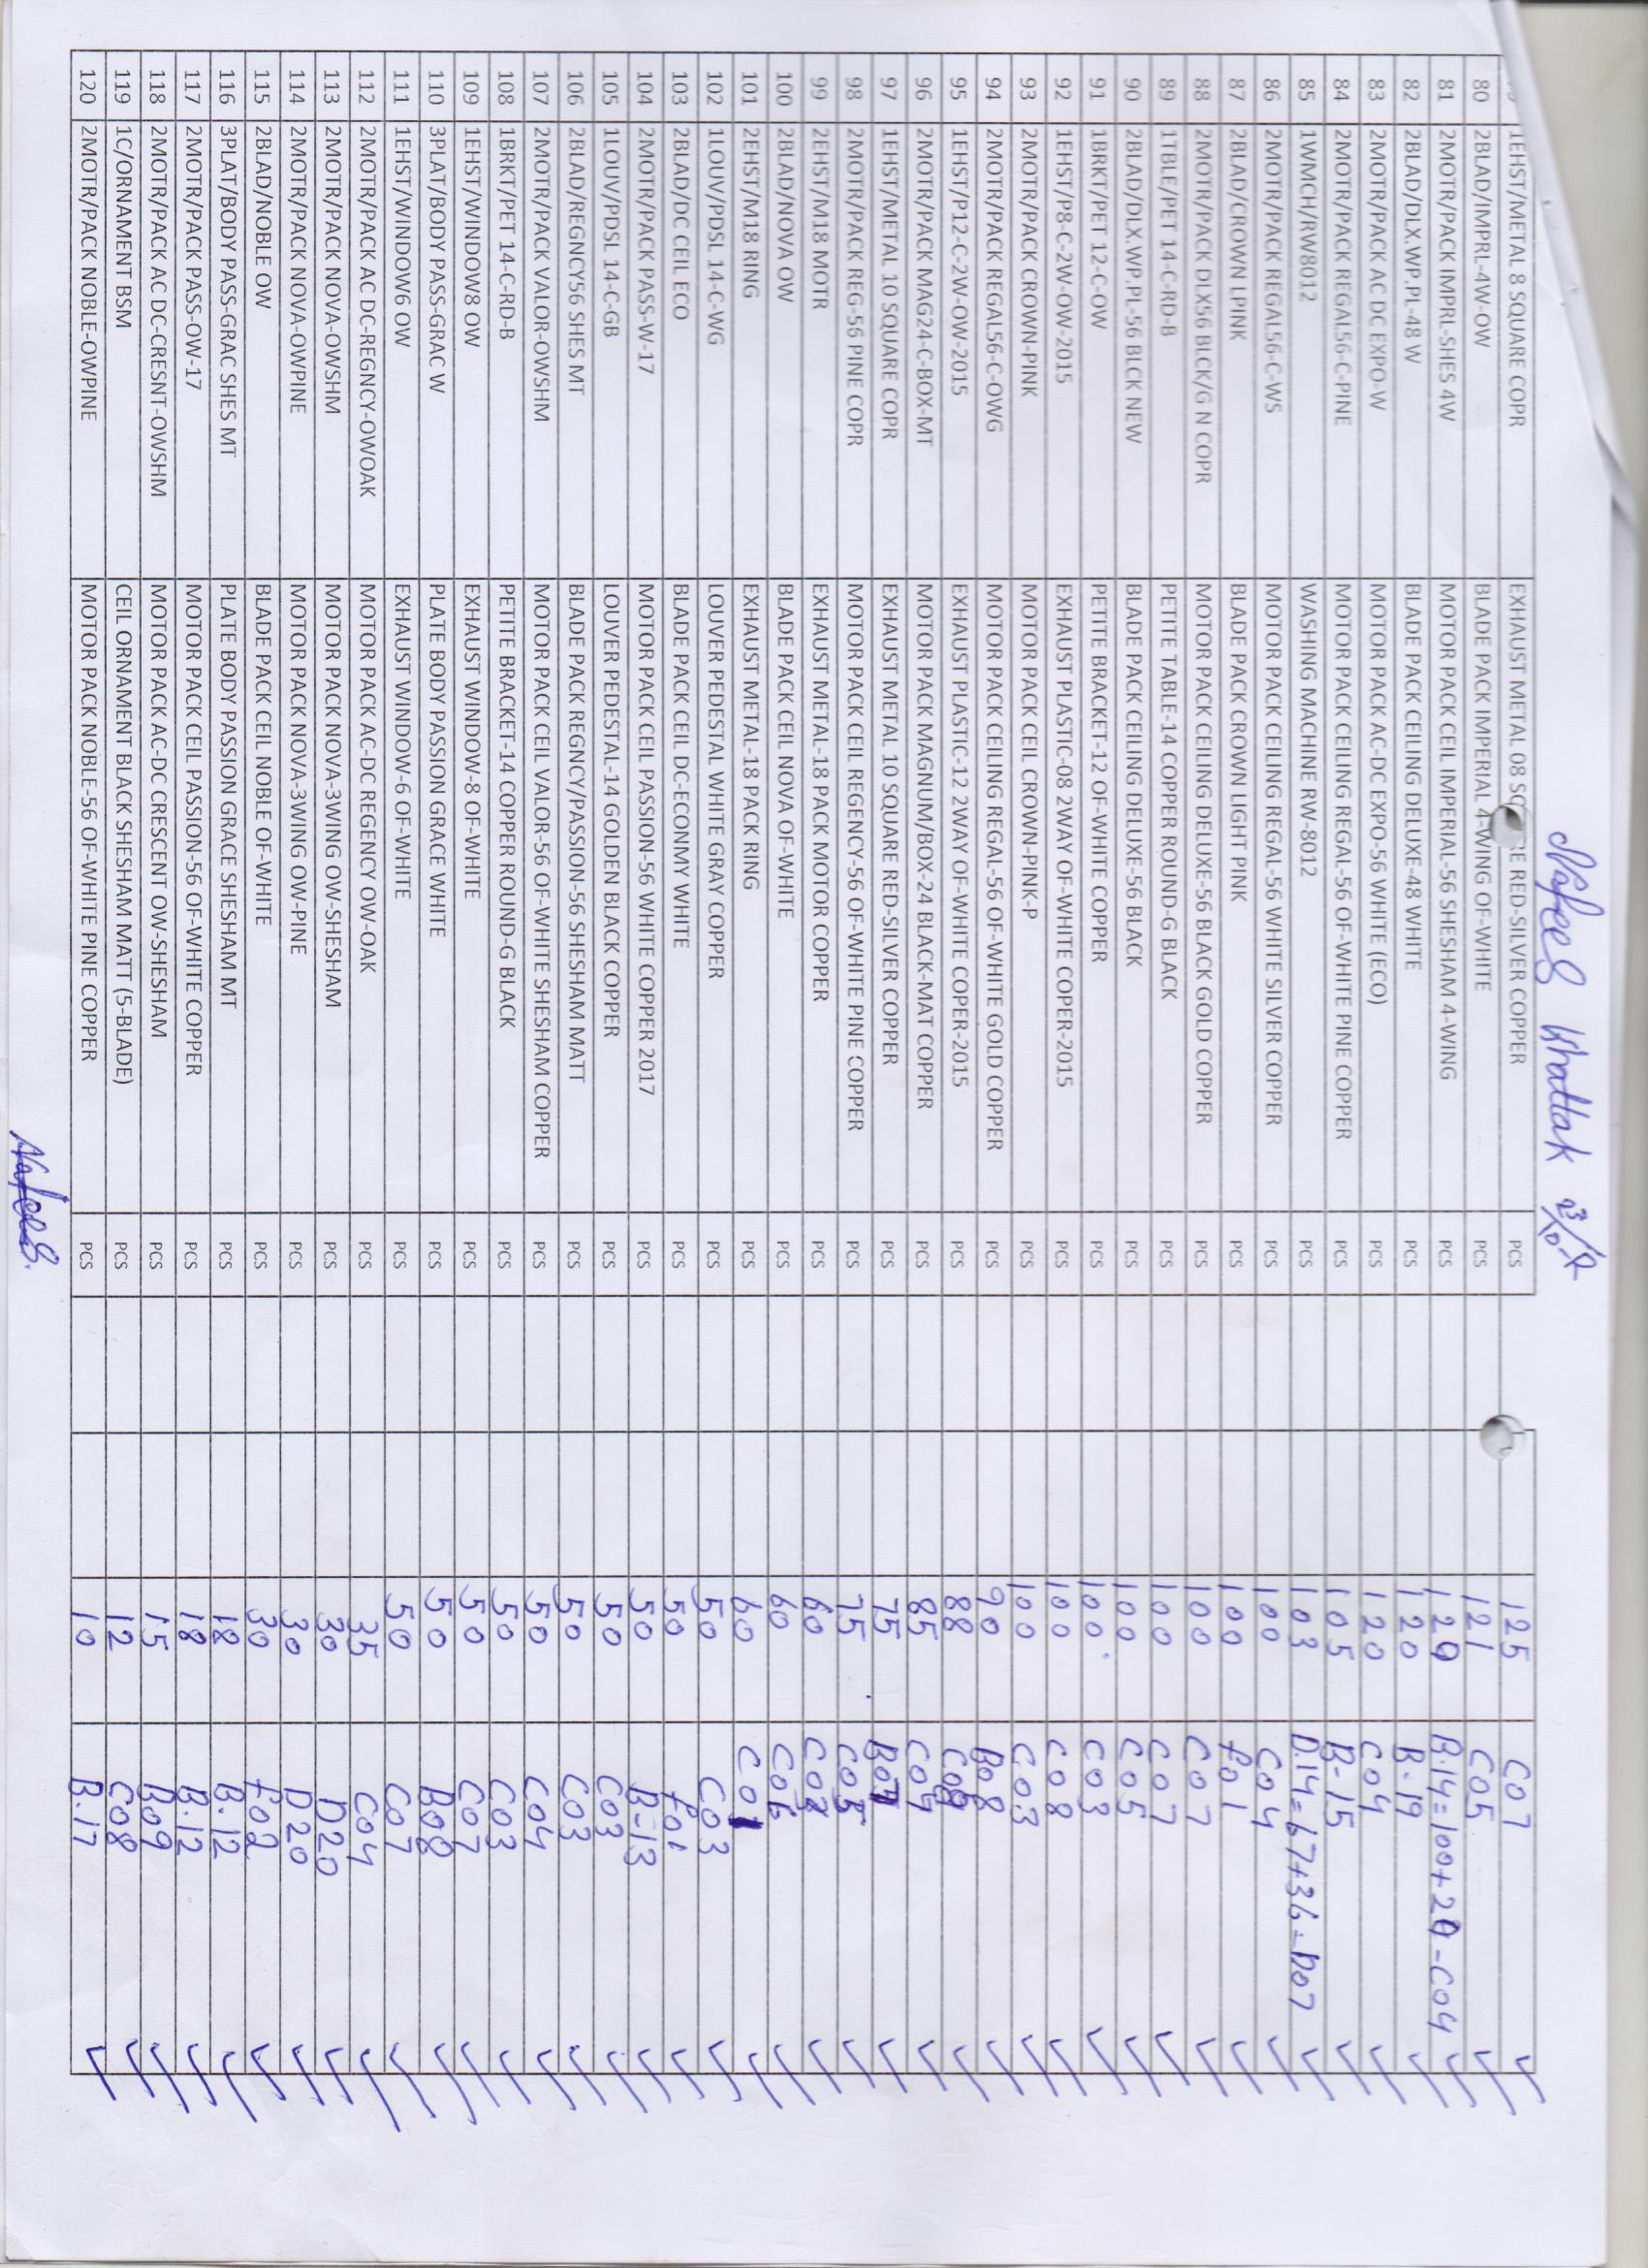 Nafees Khattak
1EHST/METAL 8 SQUARE COPR EXHAUST METAL 08 RED-SILVER COPPER PCS 125 C07
80 2BLAD/IMPRL-4W-OW BLADE PACK IMPERIAL 4-WING OF-WHITE PCS 121 C05
81 2MOTR/PACK IMPRL-SHES 4W MOTOR PACK CEIL IMPERIAL-56 SHESHAM 4-WING PCS 120 B.14=100+20-C04
82 2BLAD/DLX.WP.PL-48 W BLADE PACK CEILING DELUXE-48 WHITE PCS 120 B-19
83 2MOTR/PACK AC DC EXPO-W MOTOR PACK AC-DC EXPO-56 WHITE (ECO) PCS 120 C04
84 2MOTR/PACK REGAL56-C-PINE MOTOR PACK CEILING REGAL-56 OF-WHITE PINE COPPER PCS 105 B-15
85 1WMCH/RW8012 WASHING MACHINE RW-8012 PCS 103 D.14=67+36=D07
86 2MOTR/PACK REGAL56-C-WS MOTOR PACK CEILING REGAL-56 WHITE SILVER COPPER PCS 100 C04
87 2BLAD/CROWN LPINK BLADE PACK CROWN LIGHT PINK PCS 100 f01
88 2MOTR/PACK DLX56 BLCK/G N COPR MOTOR PACK CEILING DELUXE-56 BLACK GOLD COPPER PCS 100 C07
89 1TBLE/PET 14-C-RD-B PETITE TABLE-14 COPPER ROUND-G BLACK PCS 100 C07
90 2BLAD/DLX.WP.PL-56 BLCK NEW BLADE PACK CEILING DELUXE-56 BLACK PCS 100 C05
91 1BRKT/PET 12-C-OW PETITE BRACKET-12 OF-WHITE COPPER PCS 100. C03
92 1EHST/P8-C-2W-OW-2015 EXHAUST PLASTIC-08 2WAY OF-WHITE COPER-2015 PCS 100 C08
93 2MOTR/PACK CROWN-PINK MOTOR PACK CEIL CROWN-PINK-P PCS 100 C03
94 2MOTR/PACK REGAL56-C-OWG MOTOR PACK CEILING REGAL-56 OF-WHITE GOLD COPPER PCS 90 B08
95 1EHST/P12-C-2W-OW-2015 EXHAUST PLASTIC-12 2WAY OF-WHITE COPER-2015 PCS 88 C08
96 2MOTR/PACK MAG24-C-BOX-MT MOTOR PACK MAGNUM/BOX-24 BLACK-MAT COPPER PCS 85 C04
97 1EHST/METAL 10 SQUARE COPR EXHAUST METAL 10 SQUARE RED-SILVER COPPER PCS 75 B07
98 2MOTR/PACK REG-56 PINE COPR MOTOR PACK CEIL REGENCY-56 OF-WHITE PINE COPPER PCS 75 C05
99 2EHST/M18 MOTR EXHAUST METAL-18 PACK MOTOR COPPER PCS 60 C08
100 2BLAD/NOVA OW BLADE PACK CEIL NOVA OF-WHITE PCS 60 C06
101 2EHST/M18 RING EXHAUST METAL-18 PACK RING PCS 60 C01
102 1LOUV/PDSL 14-C-WG LOUVER PEDESTAL WHITE GRAY COPPER PCS 50 C03
103 2BLAD/DC CEIL ECO BLADE PACK CEIL DC-ECONMY WHITE PCS 50 f01
104 2MOTR/PACK PASS-W-17 MOTOR PACK CEIL PASSION-56 WHITE COPPER 2017 PCS 50 B-13
105 1LOUV/PDSL 14-C-GB LOUVER PEDESTAL-14 GOLDEN BLACK COPPER PCS 50 C03
106 2BLAD/REGNCY56 SHES MT BLADE PACK REGNCY/PASSION-56 SHESHAM MATT PCS 50 C03
107 2MOTR/PACK VALOR-OWSHM MOTOR PACK CEIL VALOR-56 OF-WHITE SHESHAM COPPER PCS 50 C04
108 1BRKT/PET 14-C-RD-B PETITE BRACKET-14 COPPER ROUND-G BLACK PCS 50 C03
109 1EHST/WINDOW8 OW EXHAUST WINDOW-8 OF-WHITE PCS 50 C07
110 3PLAT/BODY PASS-GRAC W PLATE BODY PASSION GRACE WHITE PCS 50 B08
111 1EHST/WINDOW6 OW EXHAUST WINDOW-6 OF-WHITE PCS 50 C07
112 2MOTR/PACK AC DC-REGNCY-OWOAK MOTOR PACK AC-DC REGENCY OW-OAK PCS 35 C04
113 2MOTR/PACK NOVA-OWSHM MOTOR PACK NOVA-3WING OW-SHESHAM PCS 30 D20
114 2MOTR/PACK NOVA-OWPINE MOTOR PACK NOVA-3WING OW-PINE PCS 30 D20
115 2BLAD/NOBLE OW BLADE PACK CEIL NOBLE OF-WHITE PCS 30 f02
116 3PLAT/BODY PASS-GRAC SHES MT PLATE BODY PASSION GRACE SHESHAM MT PCS 18 B.12
117 2MOTR/PACK PASS-OW-17 MOTOR PACK CEIL PASSION-56 OF-WHITE COPPER PCS 18 B.12
118 2MOTR/PACK AC DC-CRESNT-OWSHM MOTOR PACK AC-DC CRESCENT OW-SHESHAM PCS 15 B09
119 1C/ORNAMENT BSM CEIL ORNAMENT BLACK SHESHAM MATT (5-BLADE) PCS 12 C08
120 2MOTR/PACK NOBLE-OWPINE MOTOR PACK NOBLE-56 OF-WHITE PINE COPPER PCS 10 B.17
Nafees.